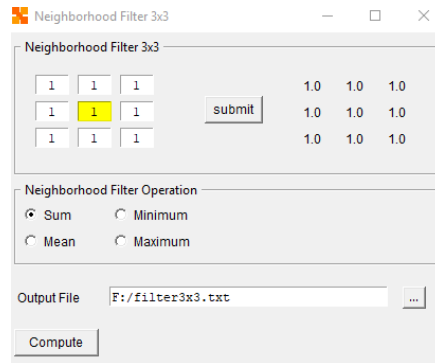 Neighborhood Filter 3x3
Neighborhood Filter 3x3
1 1 1 1.0 1.0 1.0
1 1 1 submit 1.0 1.0 1.0
1 1 1 1.0 1.0 1.0
Neighborhood Filter Operation
Sum Minimum
Mean Maximum
Output File F:/filter3x3.txt ...
Compute